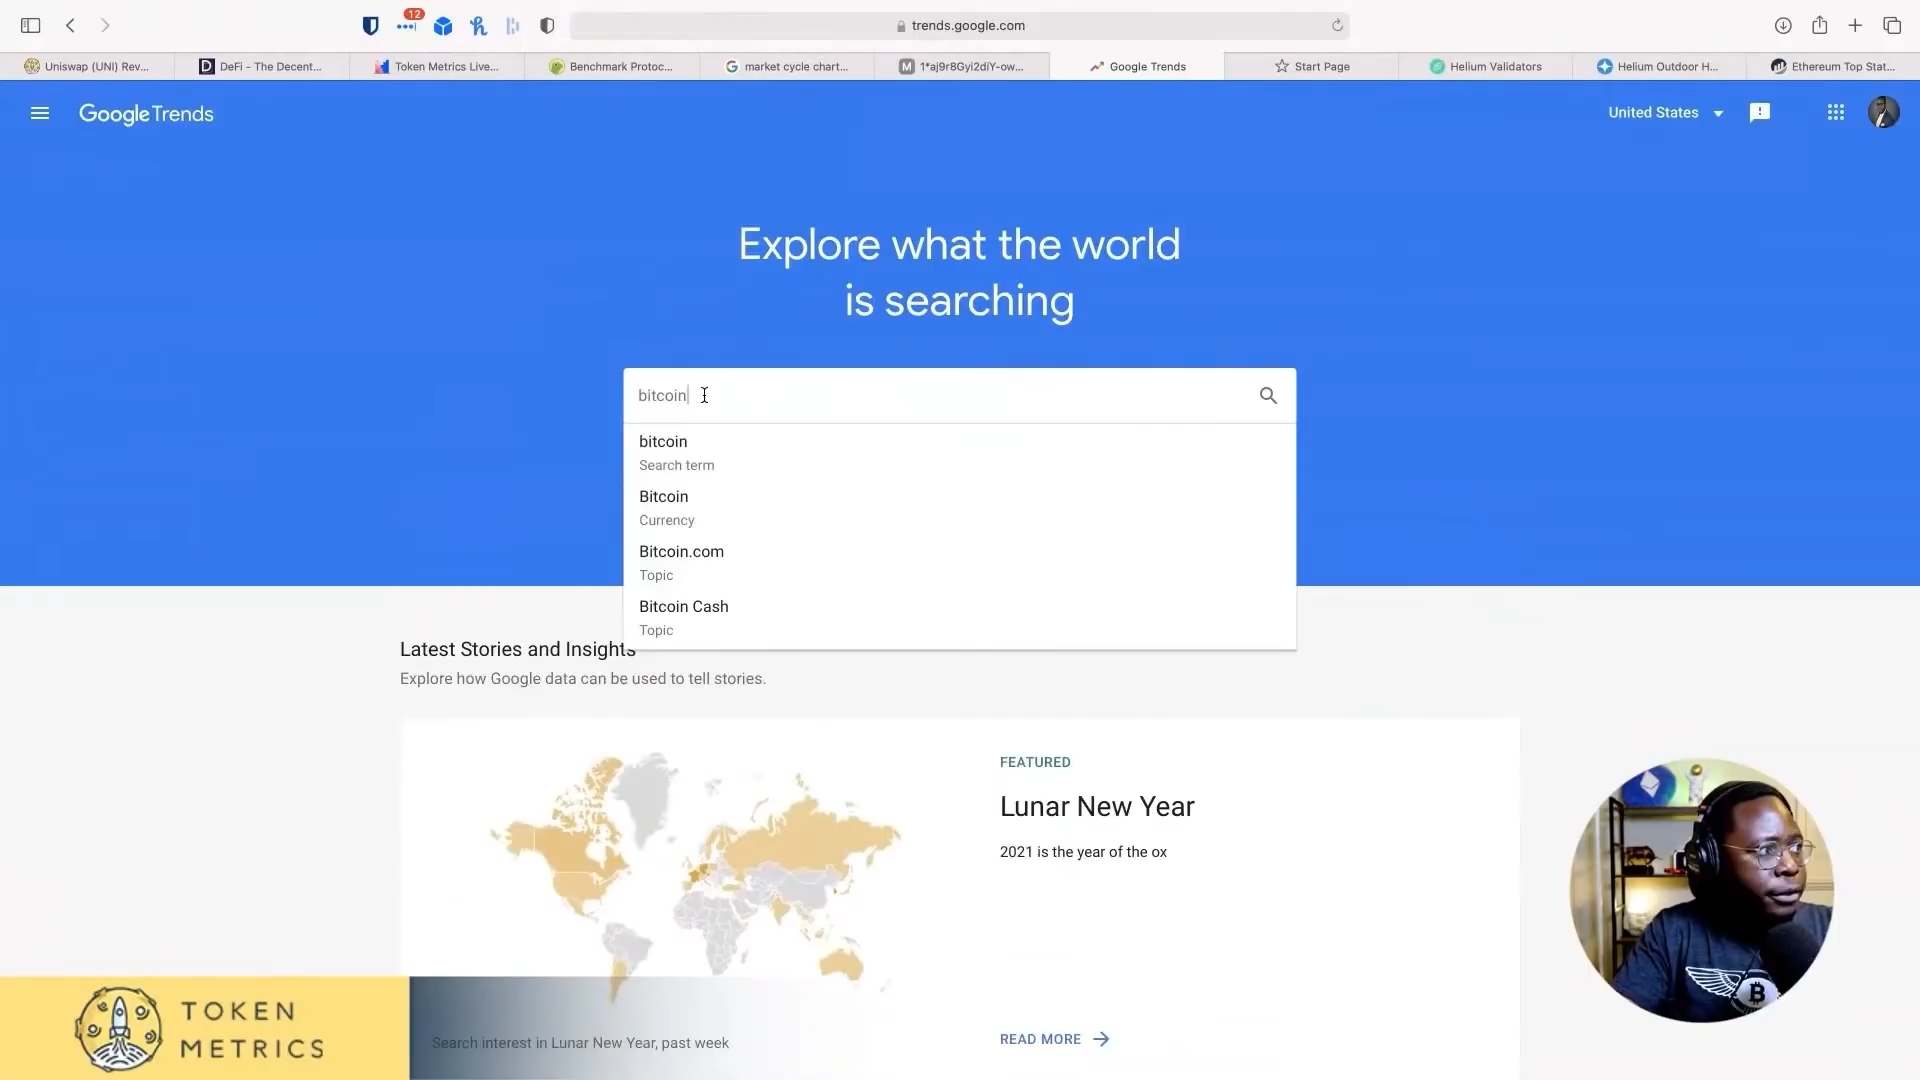 12
trends.google.com
Uniswap (UNI) Rev...
DeFi - The Decent...
Token Metrics Live...
Benchmark Protoc...
market cycle chart...
1*aj9r8Gyi2diY-ow...
Google Trends
Start Page
Helium Validators
Helium Outdoor H...
Ethereum Top Stat...
Google Trends
United States
Explore what the world
is searching
bitcoin
bitcoin
Search term
Bitcoin
Currency
Bitcoin.com
Topic
Bitcoin Cash
Topic
Latest Stories and Insights
Explore how Google data can be used to tell stories.
FEATURED
Lunar New Year
2021 is the year of the ox
READ MORE
Search interest in Lunar New Year, past week
TOKEN
METRICS